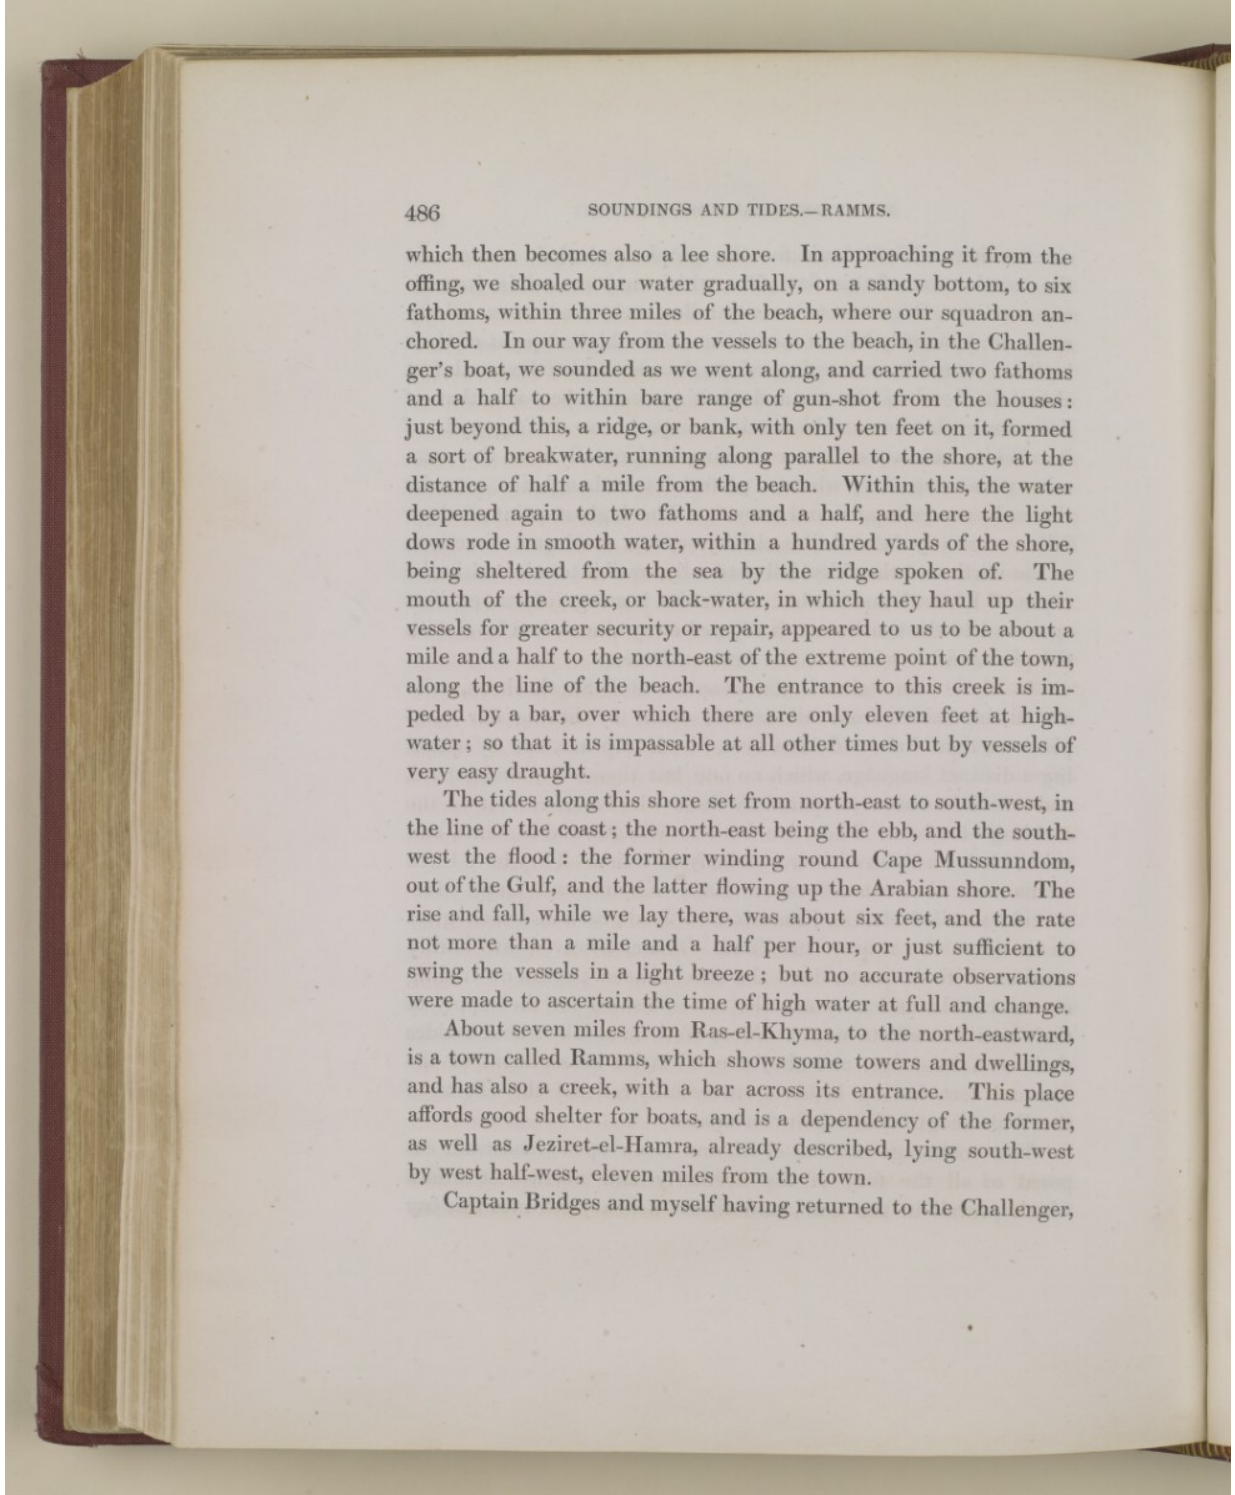 486 SOUNDINGS AND TIDES.—RAMMS.
which then becomes also a lee shore. In approaching it from the
offing, we shoaled our water gradually, on a sandy bottom, to six
fathoms, within three miles of the beach, where our squadron an-
chored. In our way from the vessels to the beach, in the Challen-
ger's boat, we sounded as we went along, and carried two fathoms
and a half to within bare range of gun-shot from the houses:
just beyond this, a ridge, or bank, with only ten feet on it, formed
a sort of breakwater, running along parallel to the shore, at the
distance of half a mile from the beach. Within this, the water
deepened again to two fathoms and a half, and here the light
dows rode in smooth water, within a hundred yards of the shore,
being sheltered from the sea by the ridge spoken of. The
mouth of the creek, or back-water, in which they haul up their
vessels for greater security or repair, appeared to us to be about a
mile and a half to the north-east of the extreme point of the town,
along the line of the beach. The entrance to this creek is im-
peded by a bar, over which there are only eleven feet at high-
water; so that it is impassable at all other times but by vessels of
very easy draught.
The tides along this shore set from north-east to south-west, in
the line of the coast; the north-east being the ebb, and the south-
west the flood: the former winding round Cape Mussunndom,
out of the Gulf, and the latter flowing up the Arabian shore. The
rise and fall, while we lay there, was about six feet, and the rate
not more than a mile and a half per hour, or just sufficient to
swing the vessels in a light breeze; but no accurate observations
were made to ascertain the time of high water at full and change.
About seven miles from Ras-el-Khyma, to the north-eastward,
is a town called Ramms, which shows some towers and dwellings,
and has also a creek, with a bar across its entrance. This place
affords good shelter for boats, and is a dependency of the former,
as well as Jeziret-el-Hamra, already described, lying south-west
by west half-west, eleven miles from the town.
Captain Bridges and myself having returned to the Challenger,